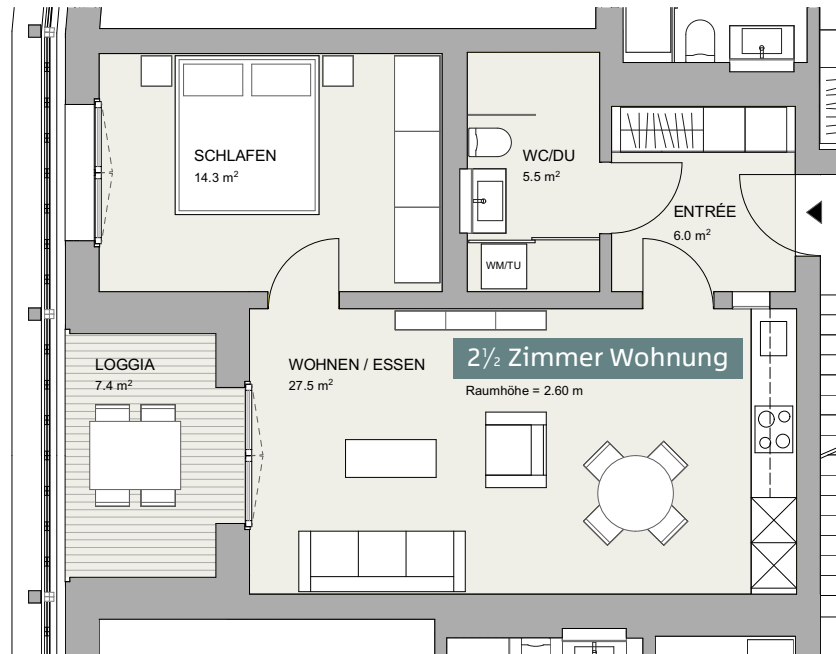 SCHLAFEN
14.3 m²
WC/DU
5.5 m²
ENTRÉE
6.0 m²
WM/TU
LOGGIA
7.4 m²
WOHNEN / ESSEN
27.5 m²
2½ Zimmer Wohnung
Raumhöhe = 2.60 m